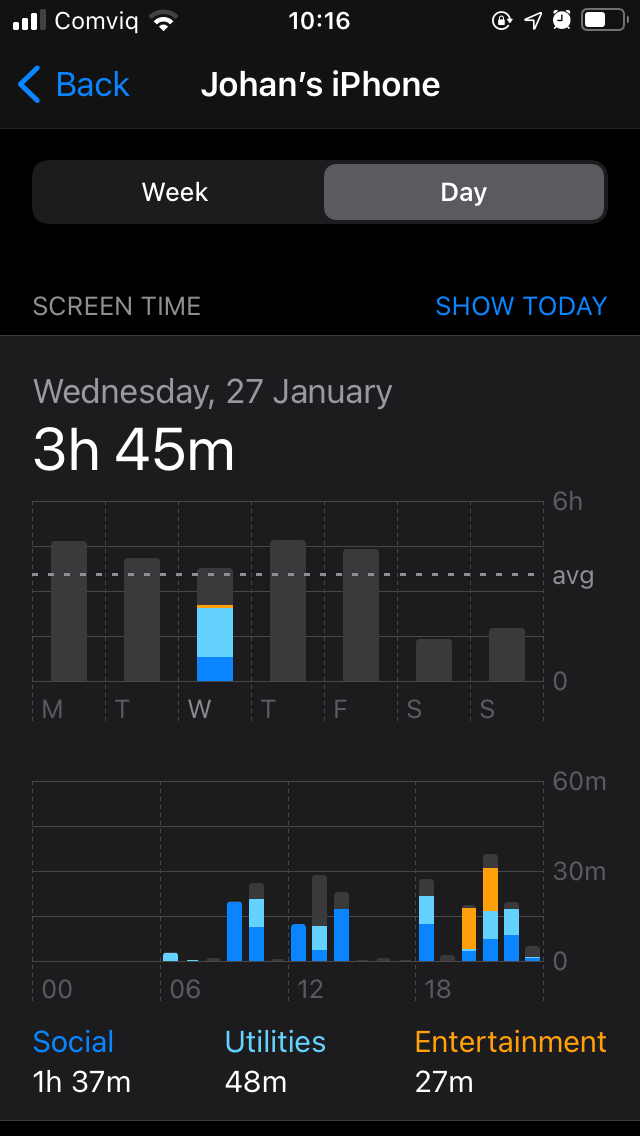 Comviq 10:16
Back Johan's iPhone
Week Day
SCREEN TIME SHOW TODAY
Wednesday, 27 January
3h 45m
6h
avg
0
M T W T F S S
60m
30m
0
00 06 12 18
Social Utilities Entertainment
1h 37m 48m 27m